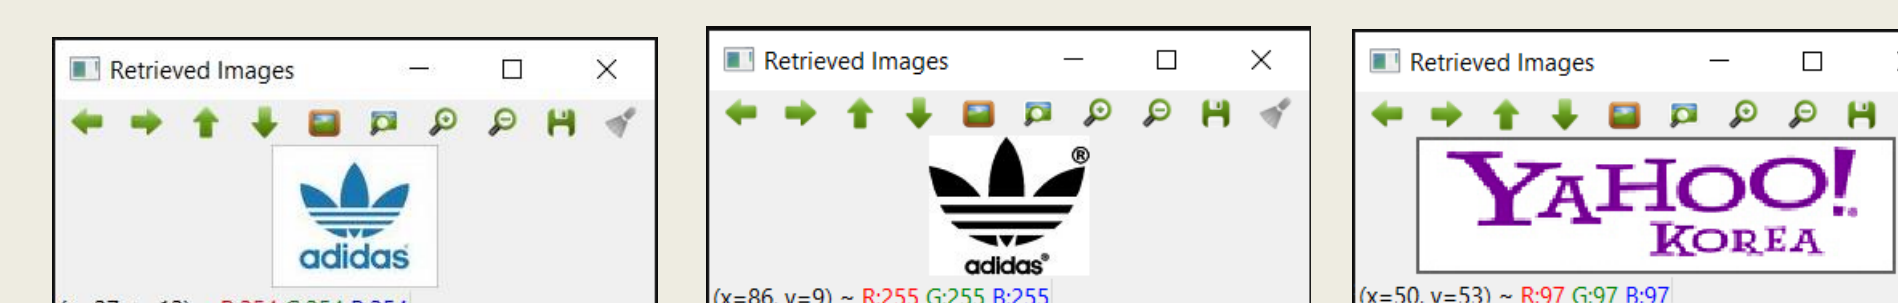 Retrieved Images
adidas
Retrieved Images
®
adidas®
(x=86, y=9) ~ R:255 G:255 B:255
Retrieved Images
YAHOO!
KOREA
(x=50, y=53) ~ R:97 G:97 B:97